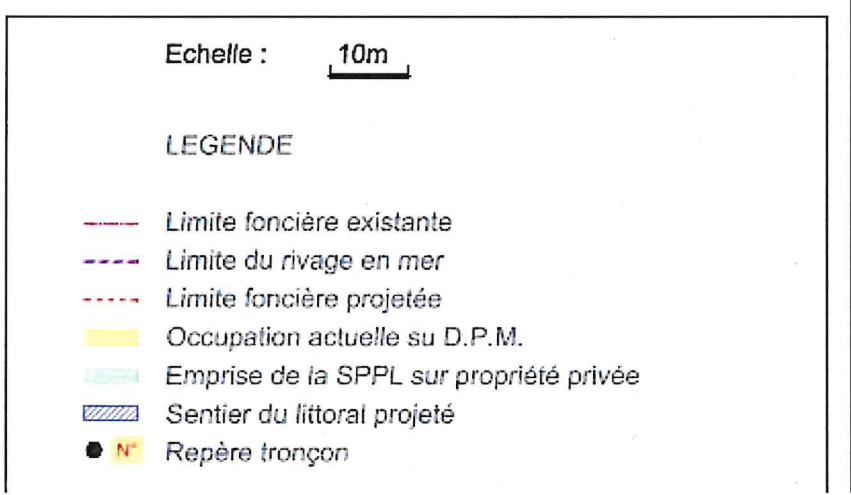 Echelle : 10m
LEGENDE
Limite foncière existante
Limite du rivage en mer
Limite foncière projetée
Occupation actuelle su D.P.M.
Emprise de la SPPL sur propriété privée
Sentier du littoral projeté
N° Repère tronçon